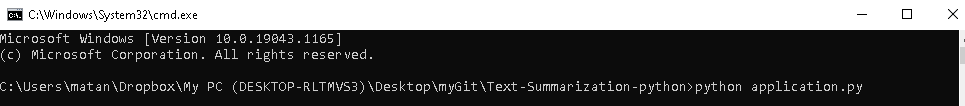 C:\Windows\System32\cmd.exe
Microsoft Windows [Version 10.0.19043.1165]
(c) Microsoft Corporation. All rights reserved.
C:\Users\matan\Dropbox\My PC (DESKTOP-RLTMVS3)\Desktop\myGit\Text-Summarization-python>python application.py